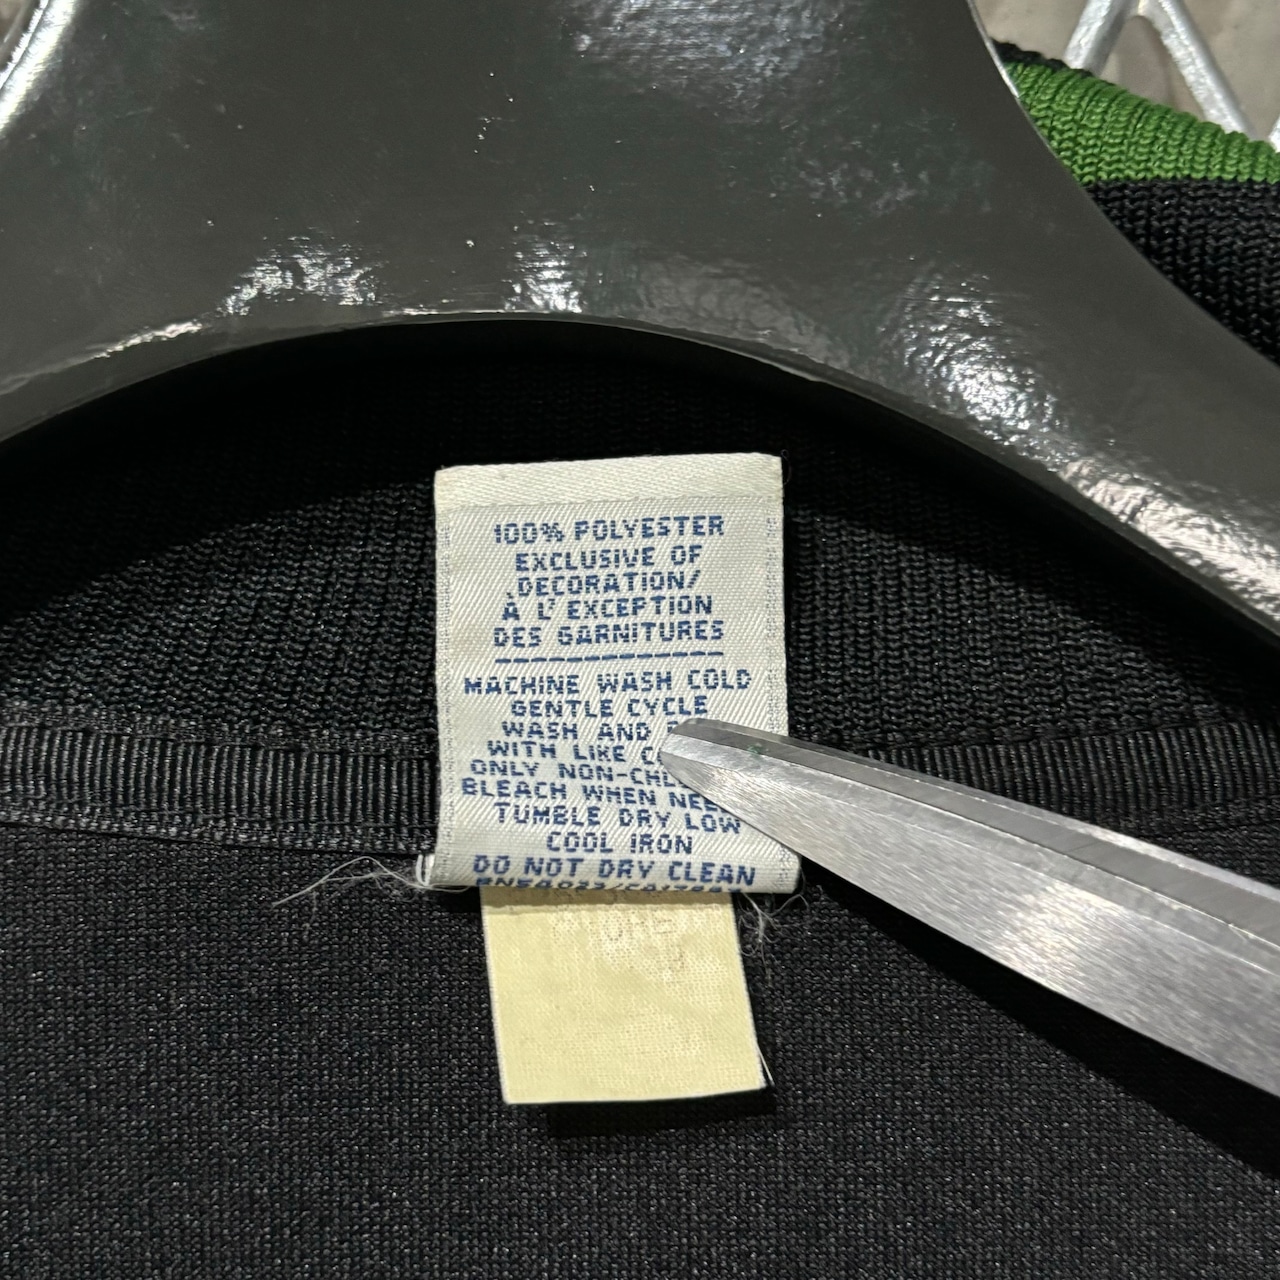 100% POLYESTER
EXCLUSIVE OF
DECORATION/
À L'EXCEPTION
DES GARNITURES
MACHINE WASH COLD
GENTLE CYCLE
WASH AND
WITH LIKE
ONLY NON-
BLEACH WHEN
TUMBLE DRY LOW
COOL IRON
DO NOT DRY CLEAN